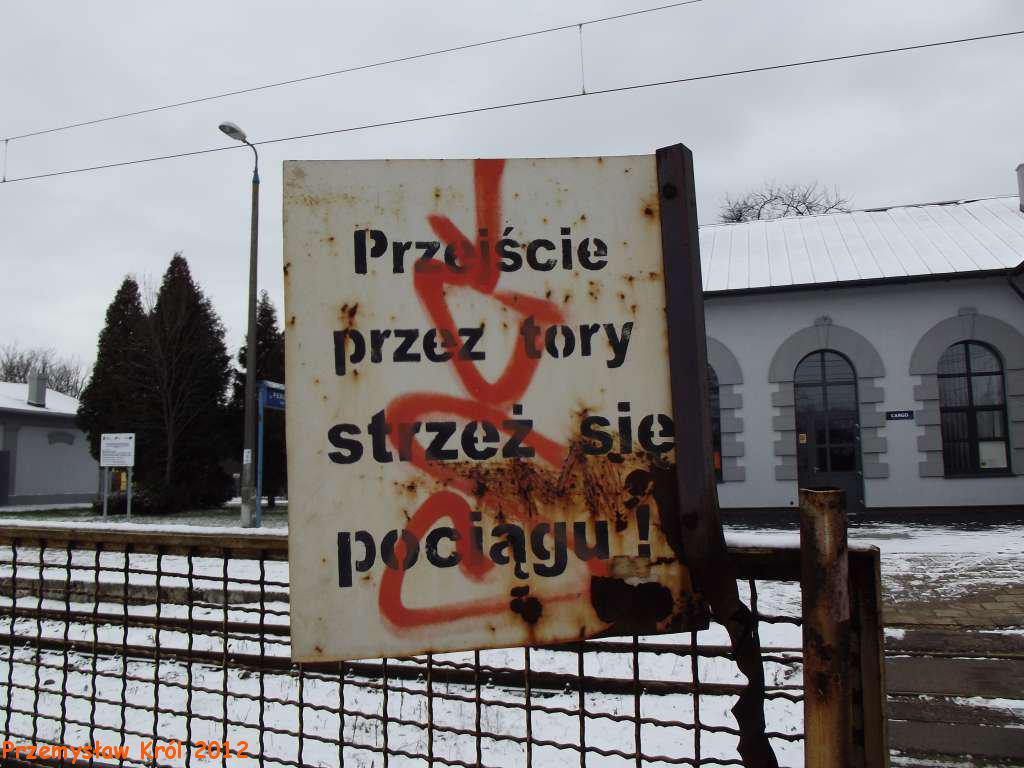 Przejście
przez tory
strzeż się
pociągu!
CARGO
Przemysław Król 2012